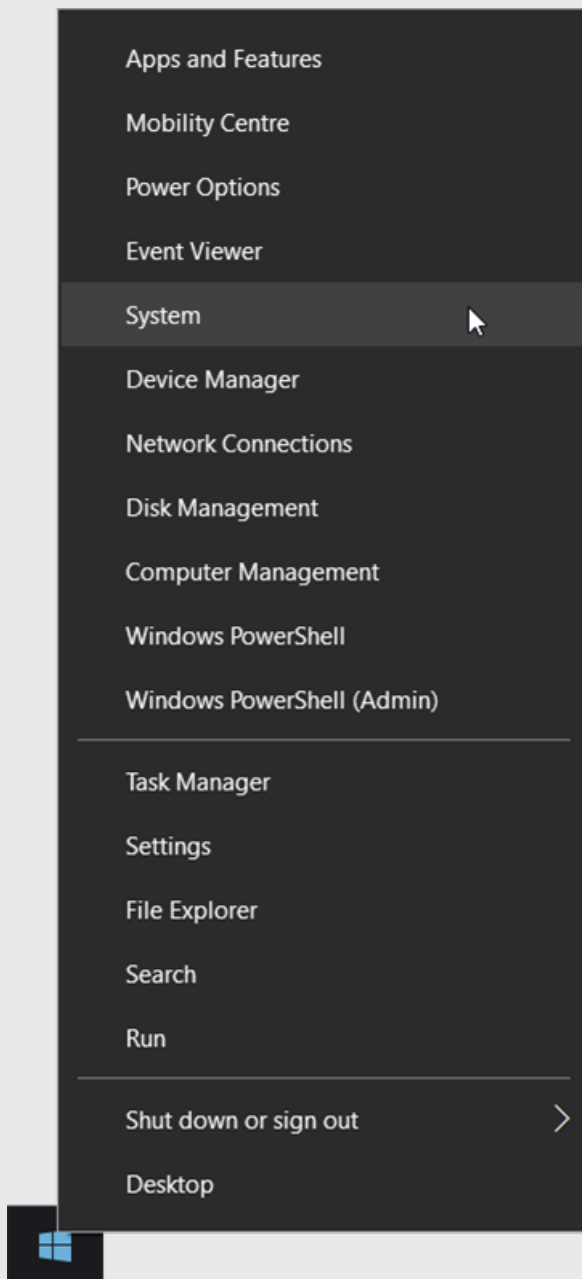 Apps and Features
Mobility Centre
Power Options
Event Viewer
System
Device Manager
Network Connections
Disk Management
Computer Management
Windows PowerShell
Windows PowerShell (Admin)
Task Manager
Settings
File Explorer
Search
Run
Shut down or sign out
Desktop